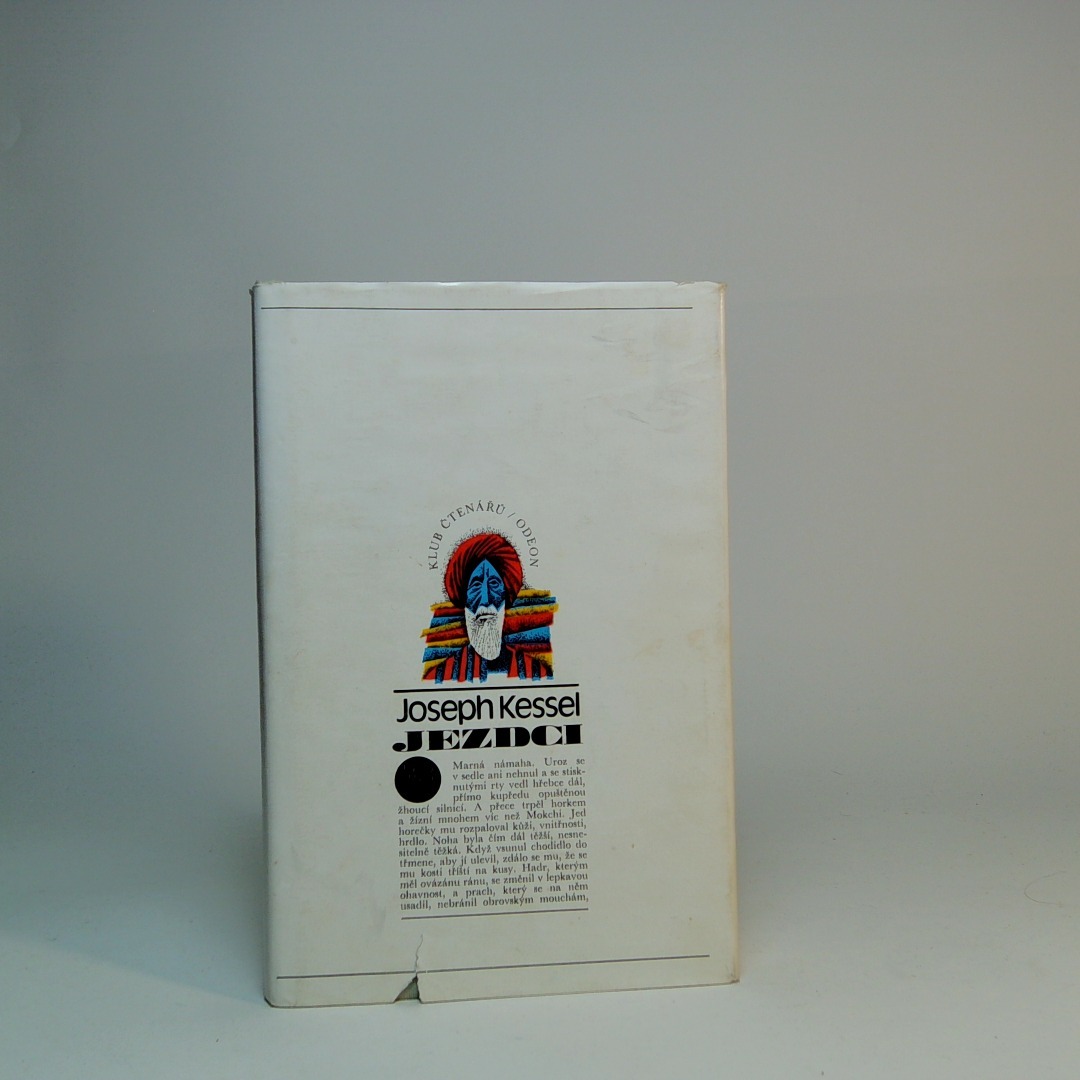 KLUB ČTENÁŘŮ / ODEON
Joseph Kessel
JEZDCI
Marná námaha. Uroz se
v sedle ani nehnul a se stisk-
nutými rty vedl hřebce dál,
přímo kupředu opuštěnou
žhoucí silnicí. A přece trpěl horkem
a žízní mnohem víc než Mokchi. Jed
horečky mu rozpaloval kůži, vnitřnosti,
hrdlo. Noha byla čím dál těžší, nesne-
sitelně těžká. Když vsunul chodidlo do
třmene, aby jí ulevil, zdálo se mu, že se
mu kosti tříští na kusy. Hadr, kterým
měl ovázánu ránu, se změnil v lepkavou
ohavnost, a prach, který se na něm
usadil, nebránil obrovským mouchám,